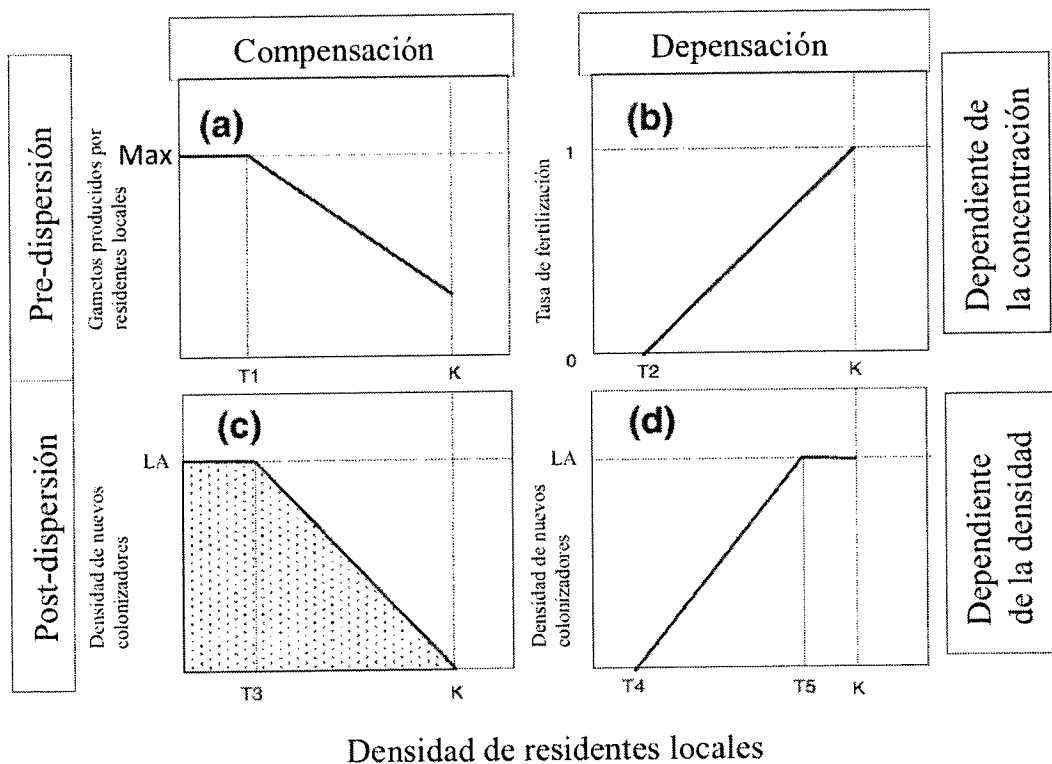 Compensación
Depensación
Pre-dispersión
Post-dispersión
(a)
Max
Gametos producidos por
residentes locales
T1
K
(b)
1
Tasa de fertilización
0
T2
K
Dependiente de
la concentración
(c)
LA
Densidad de nuevos
colonizadores
T3
K
(d)
LA
Densidad de nuevos
colonizadores
T4
T5
K
Dependiente
de la densidad
Densidad de residentes locales